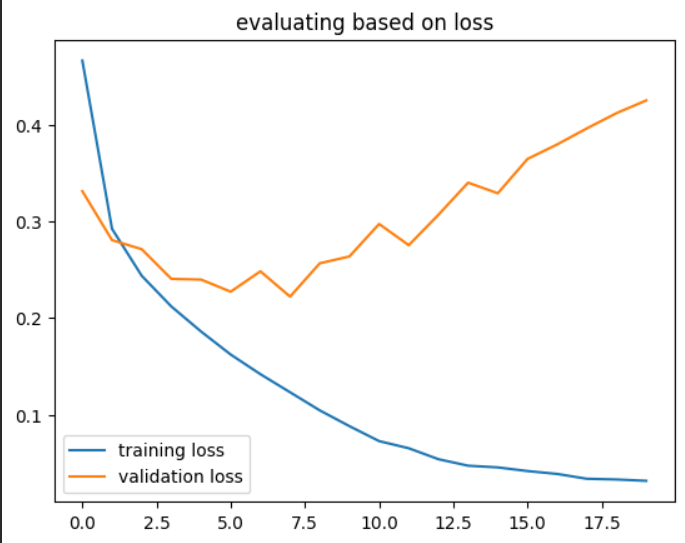 evaluating based on loss
0.4
0.3
0.2
0.1
training loss
validation loss
0.0 2.5 5.0 7.5 10.0 12.5 15.0 17.5